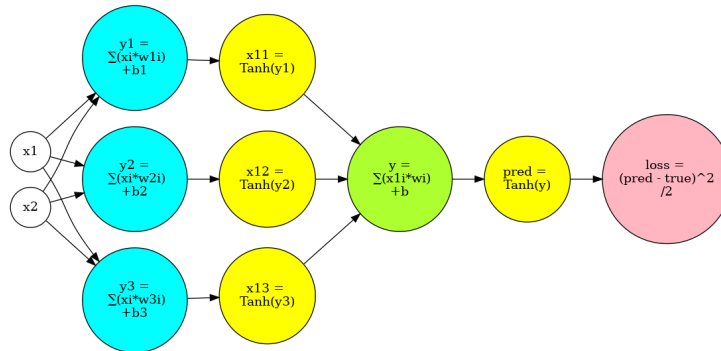 x1
x2
y1 =
∑(xi*w1i)
+b1
y2 =
∑(xi*w2i)
+b2
y3 =
∑(xi*w3i)
+b3
x11 =
Tanh(y1)
x12 =
Tanh(y2)
x13 =
Tanh(y3)
y =
∑(x1i*wi)
+b
pred =
Tanh(y)
loss =
(pred - true)^2
/2